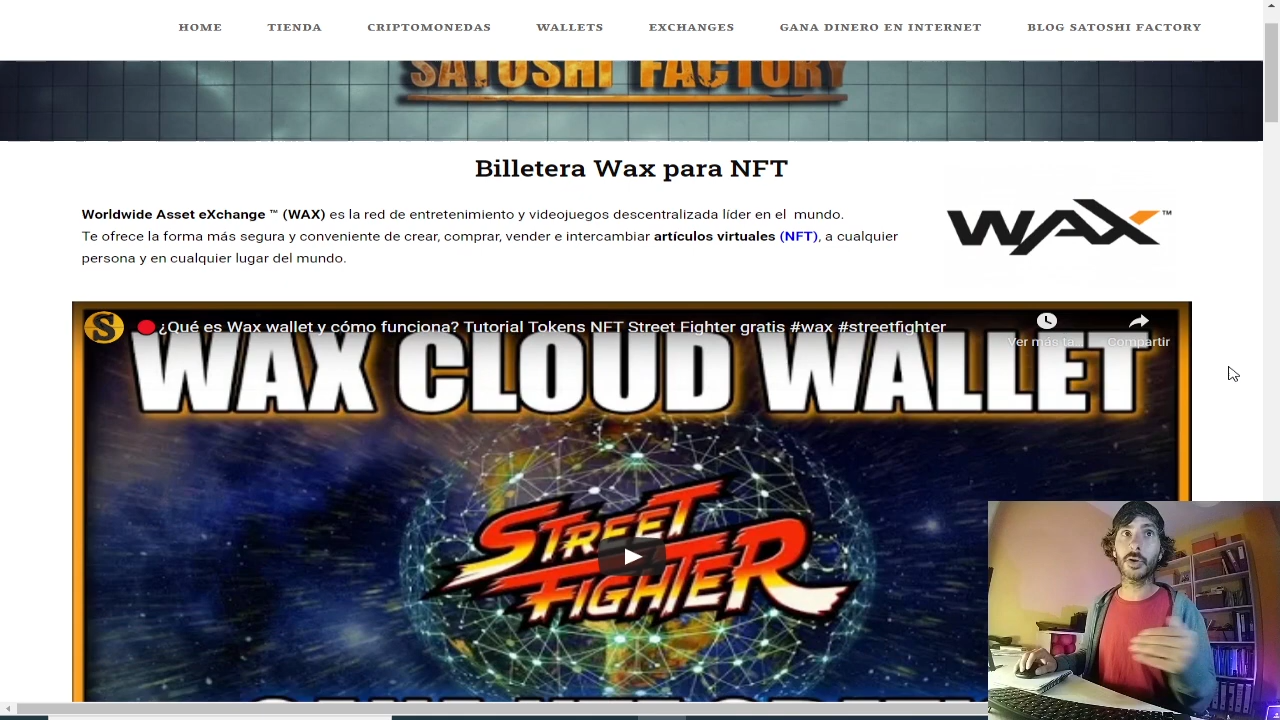 HOME TIENDA CRIPTOMONEDAS WALLETS EXCHANGES GANA DINERO EN INTERNET BLOG SATOSHI FACTORY
SATOSHI FACTORY
Billetera Wax para NFT
Worldwide Asset eXchange ™ (WAX) es la red de entretenimiento y videojuegos descentralizada líder en el mundo.
Te ofrece la forma más segura y conveniente de crear, comprar, vender e intercambiar artículos virtuales (NFT), a cualquier
persona y en cualquier lugar del mundo.
WAX™
S
¿Qué es Wax wallet y cómo funciona? Tutorial Tokens NFT Street Fighter gratis #wax #streetfighter
Ver más ta...
Compartir
WAX CLOUD WALLET
STREET
FIGHTER